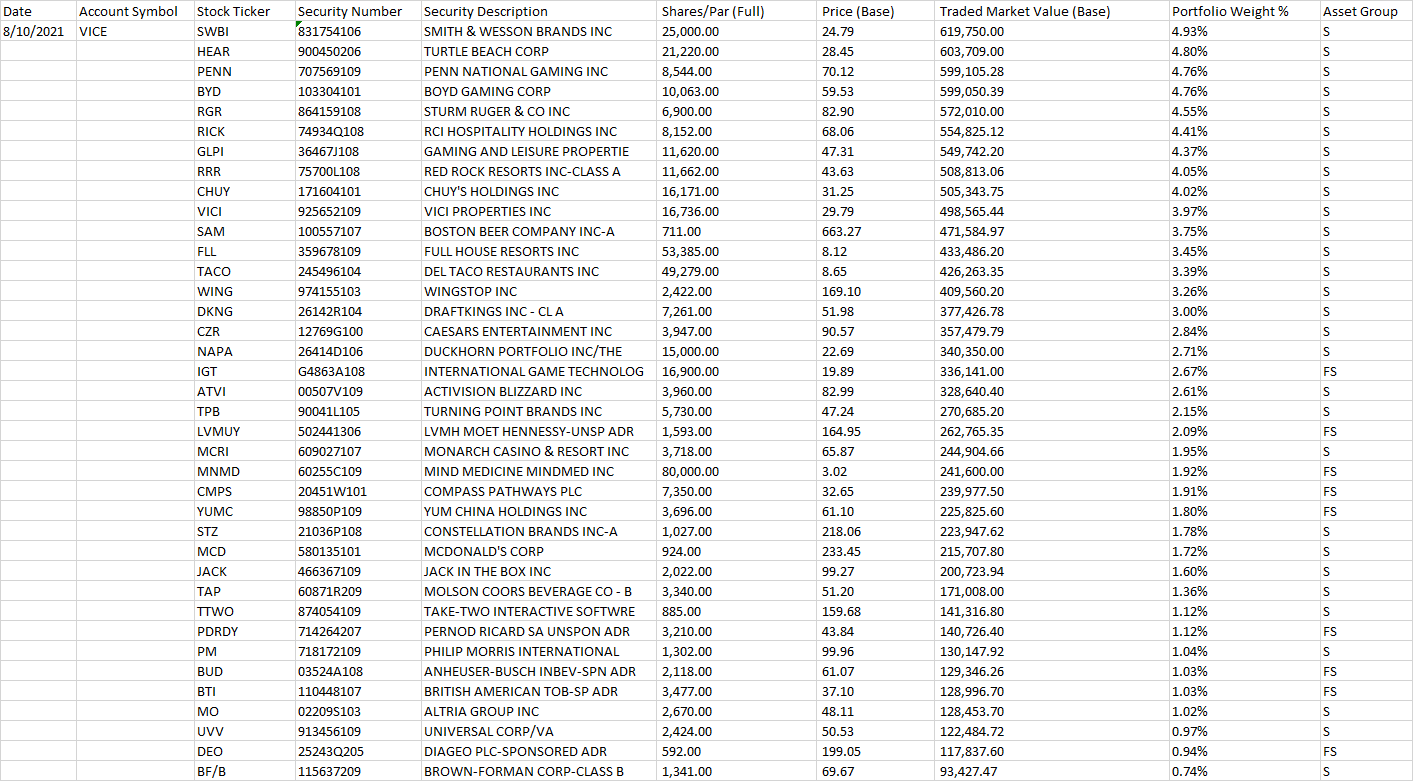 Date Account Symbol Stock Ticker Security Number Security Description Shares/Par (Full) Price (Base) Traded Market Value (Base) Portfolio Weight % Asset Group
8/10/2021 VICE SWBI 831754106 SMITH & WESSON BRANDS INC 25,000.00 24.79 619,750.00 4.93% S
HEAR 900450206 TURTLE BEACH CORP 21,220.00 28.45 603,709.00 4.80% S
PENN 707569109 PENN NATIONAL GAMING INC 8,544.00 70.12 599,105.28 4.76% S
BYD 103304101 BOYD GAMING CORP 10,063.00 59.53 599,050.39 4.76% S
RGR 864159108 STURM RUGER & CO INC 6,900.00 82.90 572,010.00 4.55% S
RICK 74934Q108 RCI HOSPITALITY HOLDINGS INC 8,152.00 68.06 554,825.12 4.41% S
GLPI 36467J108 GAMING AND LEISURE PROPERTIE 11,620.00 47.31 549,742.20 4.37% S
RRR 75700L108 RED ROCK RESORTS INC-CLASS A 11,662.00 43.63 508,813.06 4.05% S
CHUY 171604101 CHUY'S HOLDINGS INC 16,171.00 31.25 505,343.75 4.02% S
VICI 925652109 VICI PROPERTIES INC 16,736.00 29.79 498,565.44 3.97% S
SAM 100557107 BOSTON BEER COMPANY INC-A 711.00 663.27 471,584.97 3.75% S
FLL 359678109 FULL HOUSE RESORTS INC 53,385.00 8.12 433,486.20 3.45% S
TACO 245496104 DEL TACO RESTAURANTS INC 49,279.00 8.65 426,263.35 3.39% S
WING 974155103 WINGSTOP INC 2,422.00 169.10 409,560.20 3.26% S
DKNG 26142R104 DRAFTKINGS INC - CL A 7,261.00 51.98 377,426.78 3.00% S
CZR 12769G100 CAESARS ENTERTAINMENT INC 3,947.00 90.57 357,479.79 2.84% S
NAPA 26414D106 DUCKHORN PORTFOLIO INC/THE 15,000.00 22.69 340,350.00 2.71% S
IGT G4863A108 INTERNATIONAL GAME TECHNOLOG 16,900.00 19.89 336,141.00 2.67% FS
ATVI 00507V109 ACTIVISION BLIZZARD INC 3,960.00 82.99 328,640.40 2.61% S
TPB 90041L105 TURNING POINT BRANDS INC 5,730.00 47.24 270,685.20 2.15% S
LVMUY 502441306 LVMH MOET HENNESSY-UNSP ADR 1,593.00 164.95 262,765.35 2.09% FS
MCRI 609027107 MONARCH CASINO & RESORT INC 3,718.00 65.87 244,904.66 1.95% S
MNMD 60255C109 MIND MEDICINE MINDMED INC 80,000.00 3.02 241,600.00 1.92% FS
CMPS 20451W101 COMPASS PATHWAYS PLC 7,350.00 32.65 239,977.50 1.91% FS
YUMC 98850P109 YUM CHINA HOLDINGS INC 3,696.00 61.10 225,825.60 1.80% FS
STZ 21036P108 CONSTELLATION BRANDS INC-A 1,027.00 218.06 223,947.62 1.78% S
MCD 580135101 MCDONALD'S CORP 924.00 233.45 215,707.80 1.72% S
JACK 466367109 JACK IN THE BOX INC 2,022.00 99.27 200,723.94 1.60% S
TAP 60871R209 MOLSON COORS BEVERAGE CO - B 3,340.00 51.20 171,008.00 1.36% S
TTWO 874054109 TAKE-TWO INTERACTIVE SOFTWRE 885.00 159.68 141,316.80 1.12% S
PDRDY 714264207 PERNOD RICARD SA UNSPON ADR 3,210.00 43.84 140,726.40 1.12% FS
PM 718172109 PHILIP MORRIS INTERNATIONAL 1,302.00 99.96 130,147.92 1.04% S
BUD 03524A108 ANHEUSER-BUSCH INBEV-SPN ADR 2,118.00 61.07 129,346.26 1.03% FS
BTI 110448107 BRITISH AMERICAN TOB-SP ADR 3,477.00 37.10 128,996.70 1.03% FS
MO 02209S103 ALTRIA GROUP INC 2,670.00 48.11 128,453.70 1.02% S
UVV 913456109 UNIVERSAL CORP/VA 2,424.00 50.53 122,484.72 0.97% S
DEO 25243Q205 DIAGEO PLC-SPONSORED ADR 592.00 199.05 117,837.60 0.94% FS
BF/B 115637209 BROWN-FORMAN CORP-CLASS B 1,341.00 69.67 93,427.47 0.74% S